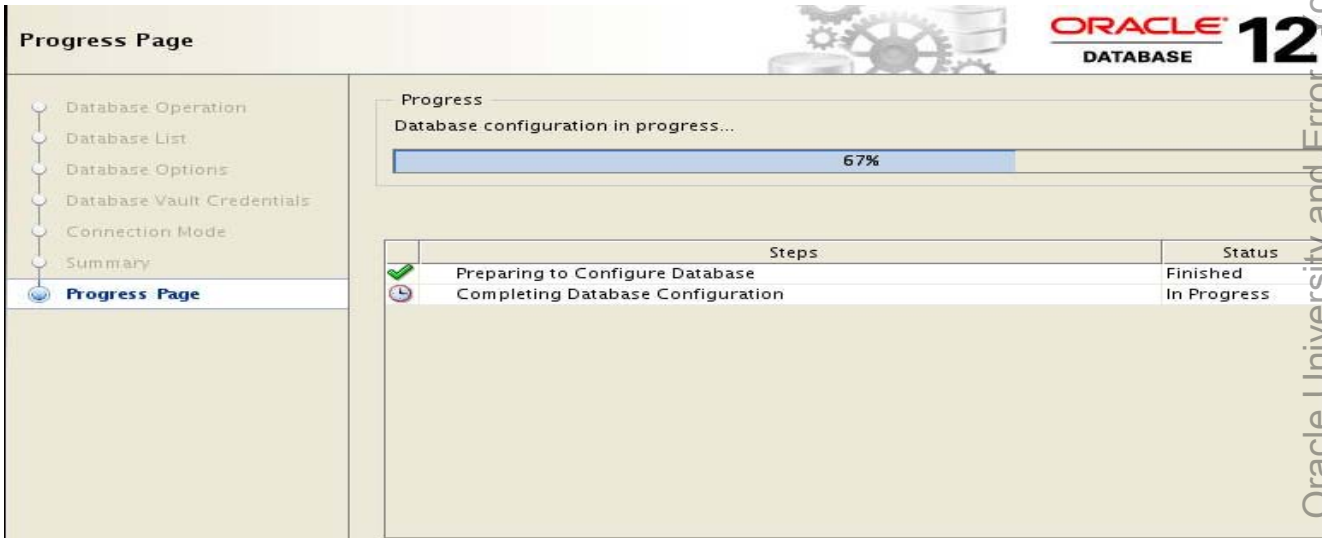 Progress Page
ORACLE
DATABASE
12
Database Operation
Database List
Database Options
Database Vault Credentials
Connection Mode
Summary
Progress Page
Progress
Database configuration in progress...
67%
Steps Status
Preparing to Configure Database Finished
Completing Database Configuration In Progress
Oracle University and Error